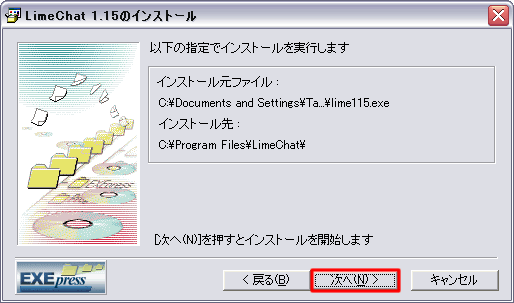 LimeChat 1.15のインストール
以下の指定でインストールを実行します
インストール元ファイル :
C:¥Documents and Settings¥Ta...¥lime115.exe
インストール先 :
C:¥Program Files¥LimeChat¥
EXEpress
[次へ(N)]を押すとインストールを開始します
EXEpress
< 戻る(B)
次へ(N) >
キャンセル